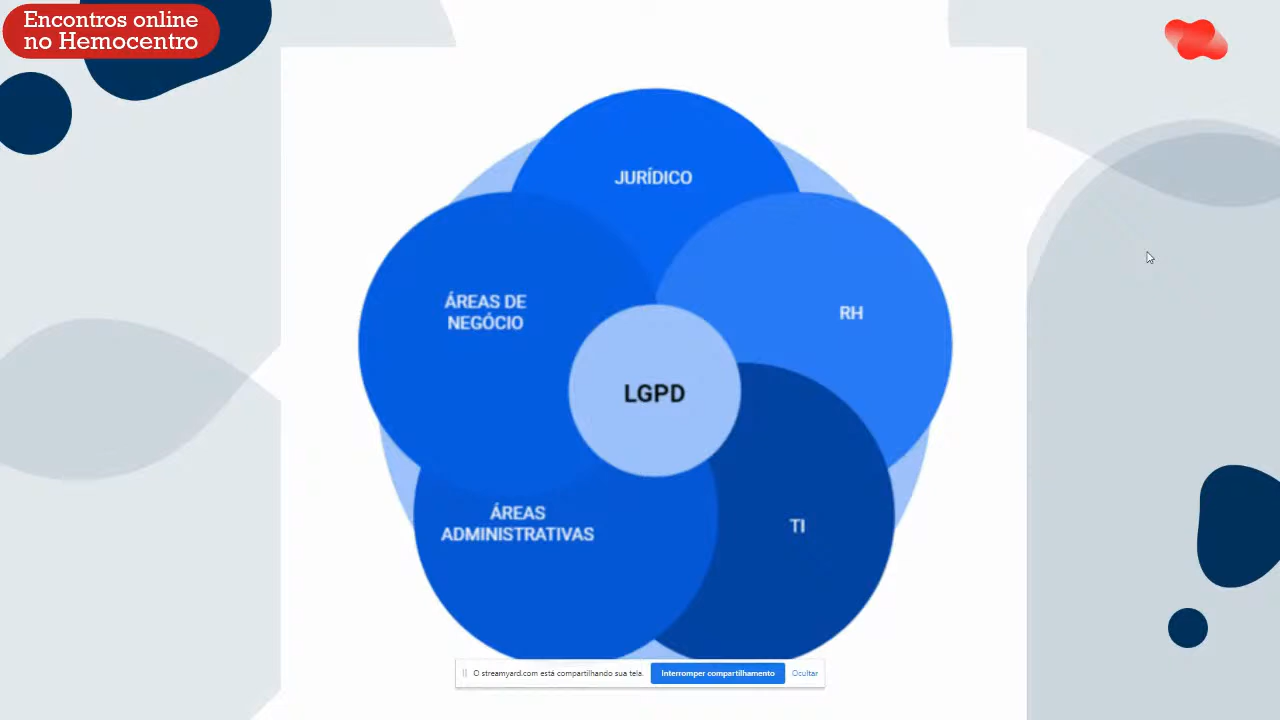 Encontros online
no Hemocentro
JURÍDICO
ÁREAS DE
NEGÓCIO
RH
LGPD
ÁREAS
ADMINISTRATIVAS
TI
O streamyard.com está compartilhando sua tela.
Interromper compartilhamento
Ocultar